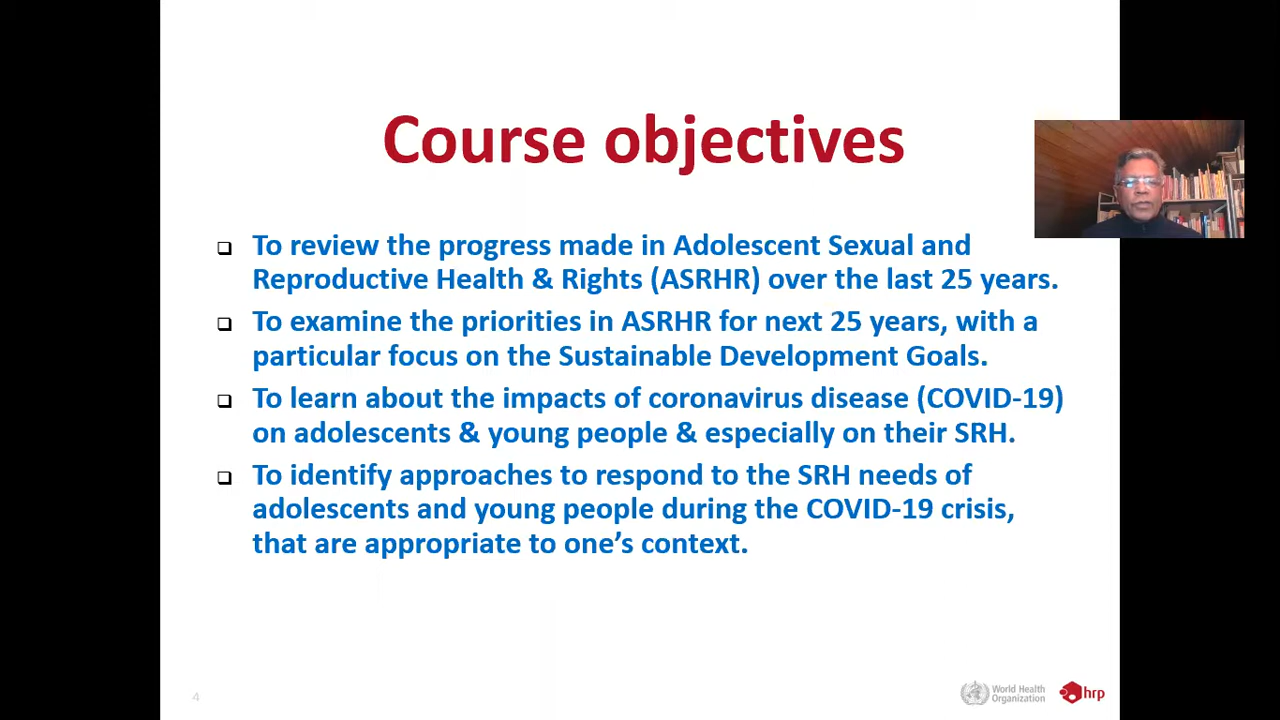 Course objectives
To review the progress made in Adolescent Sexual and
Reproductive Health & Rights (ASRHR) over the last 25 years.
To examine the priorities in ASRHR for next 25 years, with a
particular focus on the Sustainable Development Goals.
To learn about the impacts of coronavirus disease (COVID-19)
on adolescents & young people & especially on their SRH.
To identify approaches to respond to the SRH needs of
adolescents and young people during the COVID-19 crisis,
that are appropriate to one’s context.
4
World Health
Organization
hrp